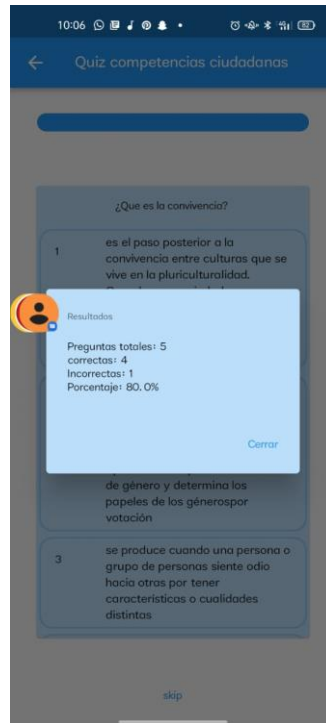 10:06
82
Quiz competencias ciudadanas
¿Que es la convivencia?
1
es el paso posterior a la
convivencia entre culturas que se
vive en la pluriculturalidad.
Resultados
Preguntas totales: 5
correctas: 4
Incorrectas: 1
Porcentaje: 80.0%
Cerrar
de género y determina los
papeles de los génerospor
votación
3
se produce cuando una persona o
grupo de personas siente odio
hacia otras por tener
características o cualidades
distintas
skip